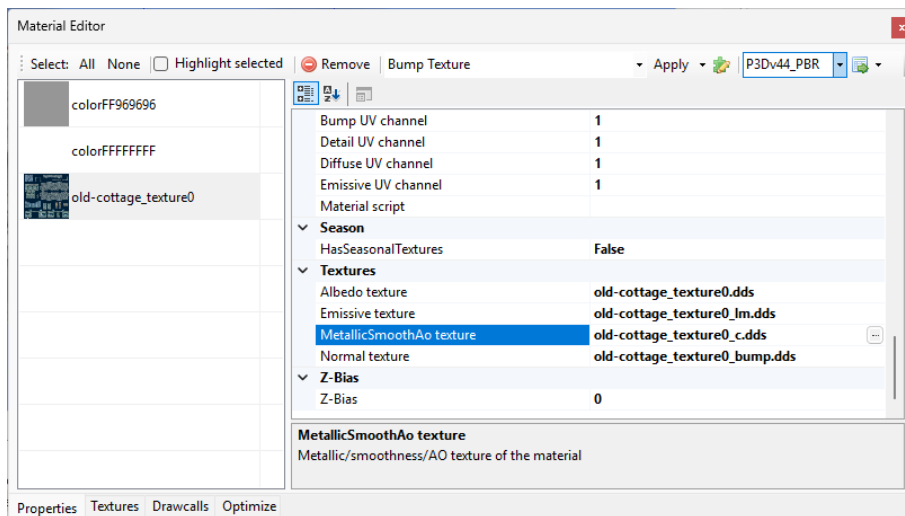 Material Editor
Select: All None Highlight selected Remove Bump Texture Apply P3Dv44_PBR
colorFF969696
colorFFFFFFFF
old-cottage_texture0
Bump UV channel 1
Detail UV channel 1
Diffuse UV channel 1
Emissive UV channel 1
Material script
Season
HasSeasonalTextures False
Textures
Albedo texture old-cottage_texture0.dds
Emissive texture old-cottage_texture0_lm.dds
MetallicSmoothAo texture old-cottage_texture0_c.dds ...
Normal texture old-cottage_texture0_bump.dds
Z-Bias
Z-Bias 0
MetallicSmoothAo texture
Metallic/smoothness/AO texture of the material
Properties Textures Drawcalls Optimize